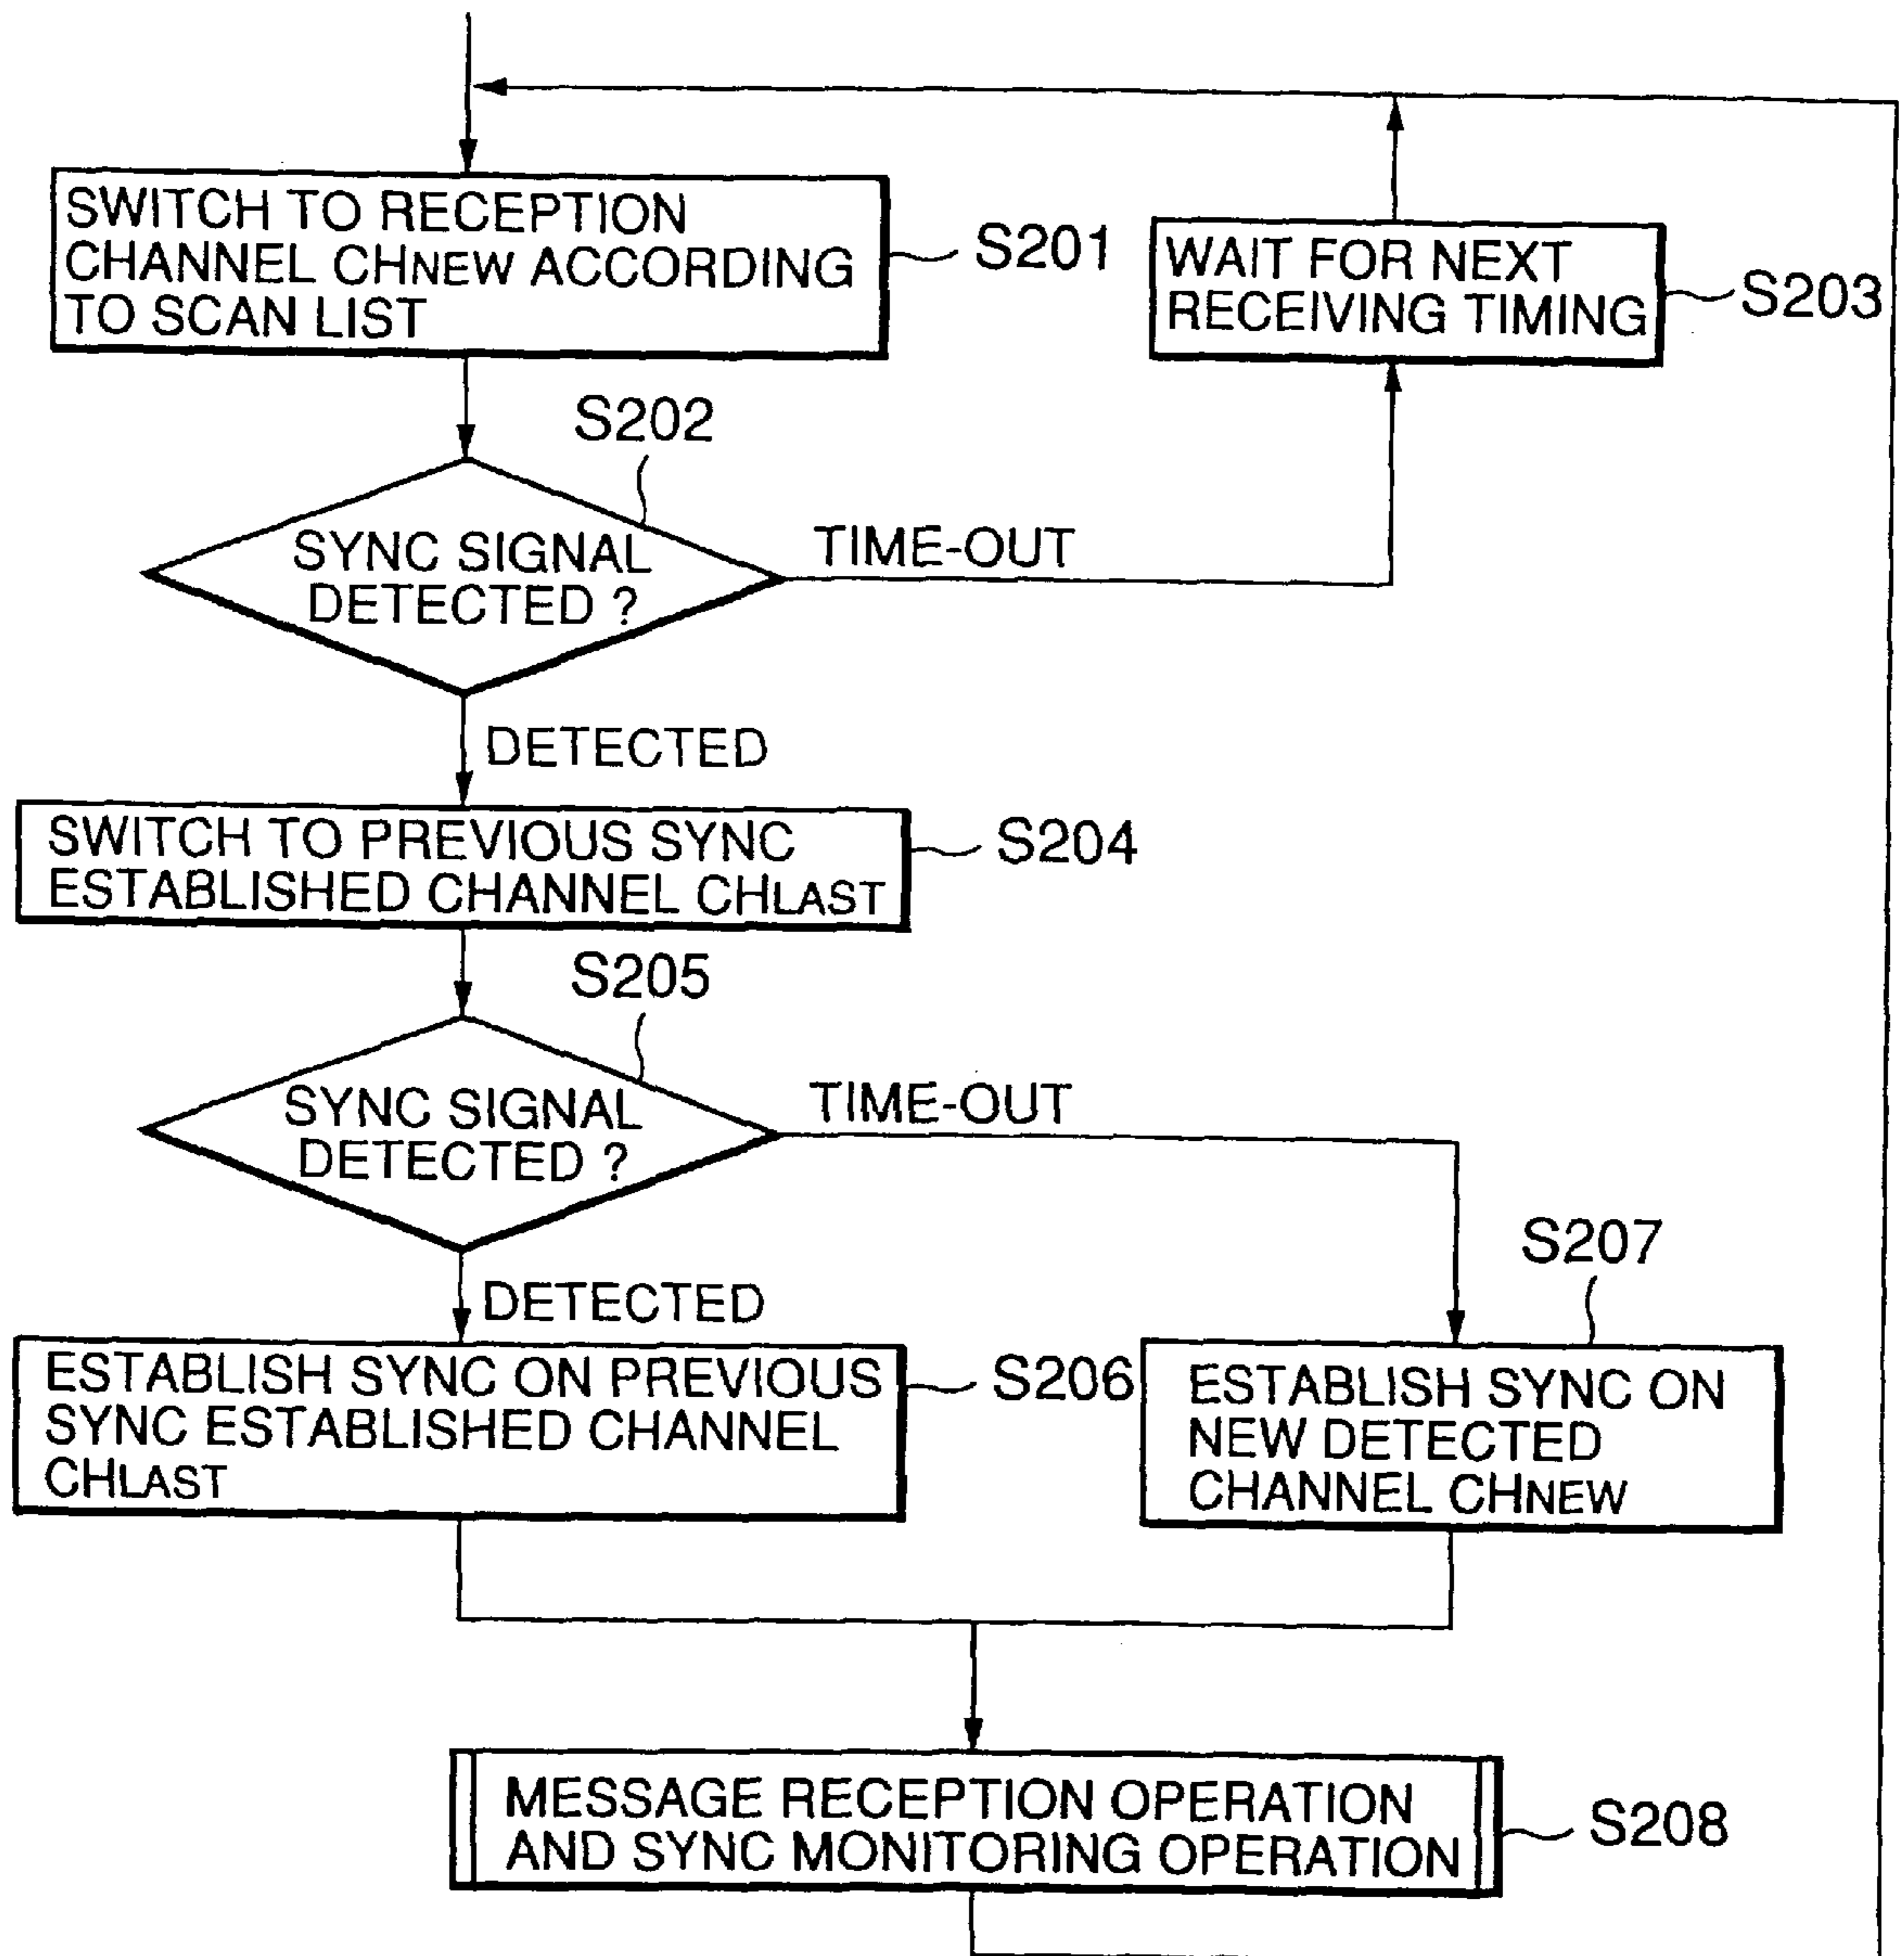 SWITCH TO RECEPTION
CHANNEL CHNEW ACCORDING
TO SCAN LIST
S201
WAIT FOR NEXT
RECEIVING TIMING
S203
S202
SYNC SIGNAL
DETECTED ?
TIME-OUT
DETECTED
SWITCH TO PREVIOUS SYNC
ESTABLISHED CHANNEL CHLAST
S204
S205
SYNC SIGNAL
DETECTED ?
TIME-OUT
DETECTED
S207
ESTABLISH SYNC ON PREVIOUS
SYNC ESTABLISHED CHANNEL
CHLAST
S206
ESTABLISH SYNC ON
NEW DETECTED
CHANNEL CHNEW
MESSAGE RECEPTION OPERATION
AND SYNC MONITORING OPERATION
S208